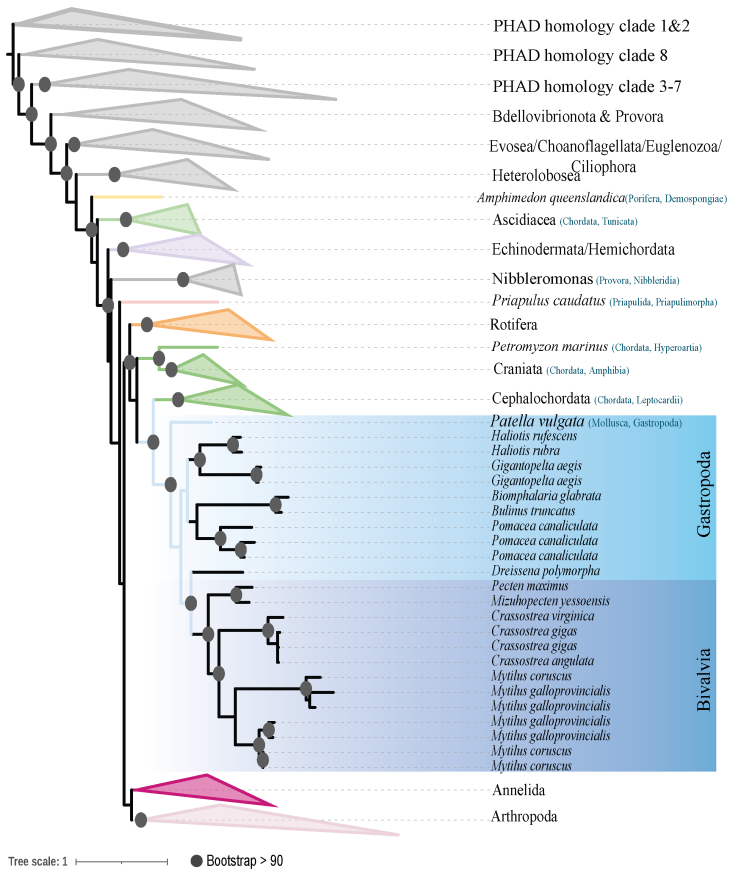 PHAD homology clade 1&2
PHAD homology clade 8
PHAD homology clade 3-7
Bdellovibrionota & Provora
Evosea/Choanoflagellata/Euglenozoa/
Ciliophora
Heterolobosea
Amphimedon queenslandica(Porifera, Demospongiae)
Ascidiacea (Chordata, Tunicata)
Echinodermata/Hemichordata
Nibbleromonas (Provora, Nibbleridia)
Priapulus caudatus (Priapulida, Priapulimorpha)
Rotifera
Petromyzon marinus (Chordata, Hyperoartia)
Craniata (Chordata, Amphibia)
Cephalochordata (Chordata, Leptocardii)
Patella vulgata (Mollusca, Gastropoda)
Haliotis rufescens
Haliotis rubra
Gigantopelta aegis
Gigantopelta aegis
Biomphalaria glabrata
Bulinus truncatus
Pomacea canaliculata
Pomacea canaliculata
Pomacea canaliculata
Dreissena polymorpha
Gastropoda
Pecten maximus
Mizuhopecten yessoensis
Crassostrea virginica
Crassostrea gigas
Crassostrea gigas
Crassostrea angulata
Mytilus coruscus
Mytilus galloprovincialis
Mytilus galloprovincialis
Mytilus galloprovincialis
Mytilus galloprovincialis
Mytilus coruscus
Mytilus coruscus
Bivalvia
Annelida
Arthropoda
Tree scale: 1
Bootstrap > 90